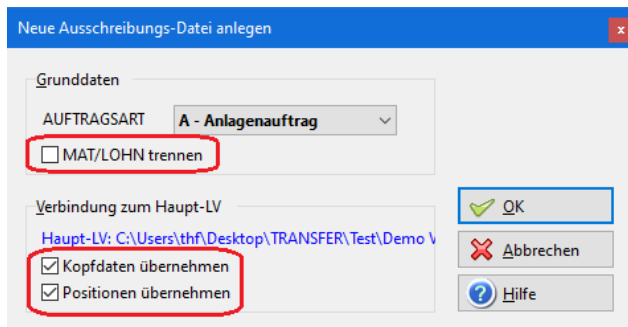 Neue Ausschreibungs-Datei anlegen
x
Grunddaten
AUFTRAGSART A - Anlagenauftrag
MAT/LOHN trennen
Verbindung zum Haupt-LV
Haupt-LV: C:\Users\thf\Desktop\TRANSFER\Test\Demo V
Kopfdaten übernehmen
Positionen übernehmen
OK
Abbrechen
? Hilfe